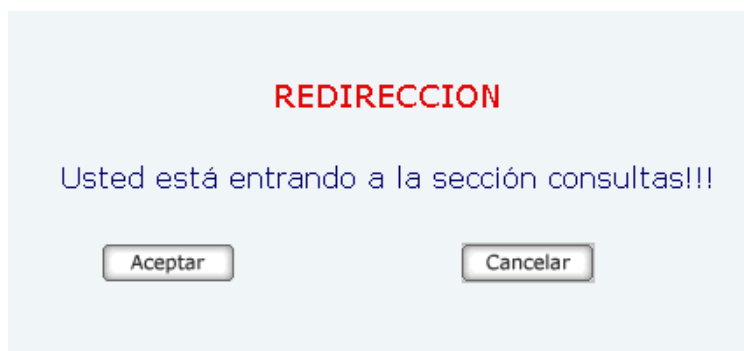 REDIRECCION
Usted está entrando a la sección consultas!!!
Aceptar Cancelar